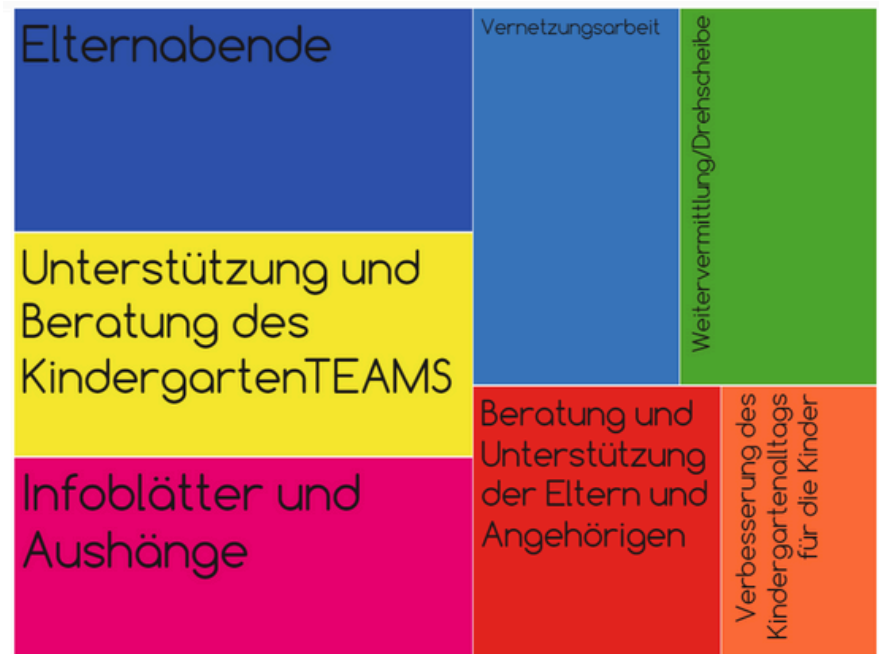 Elternabende
Unterstützung und
Beratung des
KindergartenTEAMS
Infoblätter und
Aushänge
Vernetzungsarbeit
Weitervermittlung/Drehscheibe
Beratung und
Unterstützung
der Eltern und
Angehörigen
Verbesserung des
Kindergartenalltags
für die Kinder